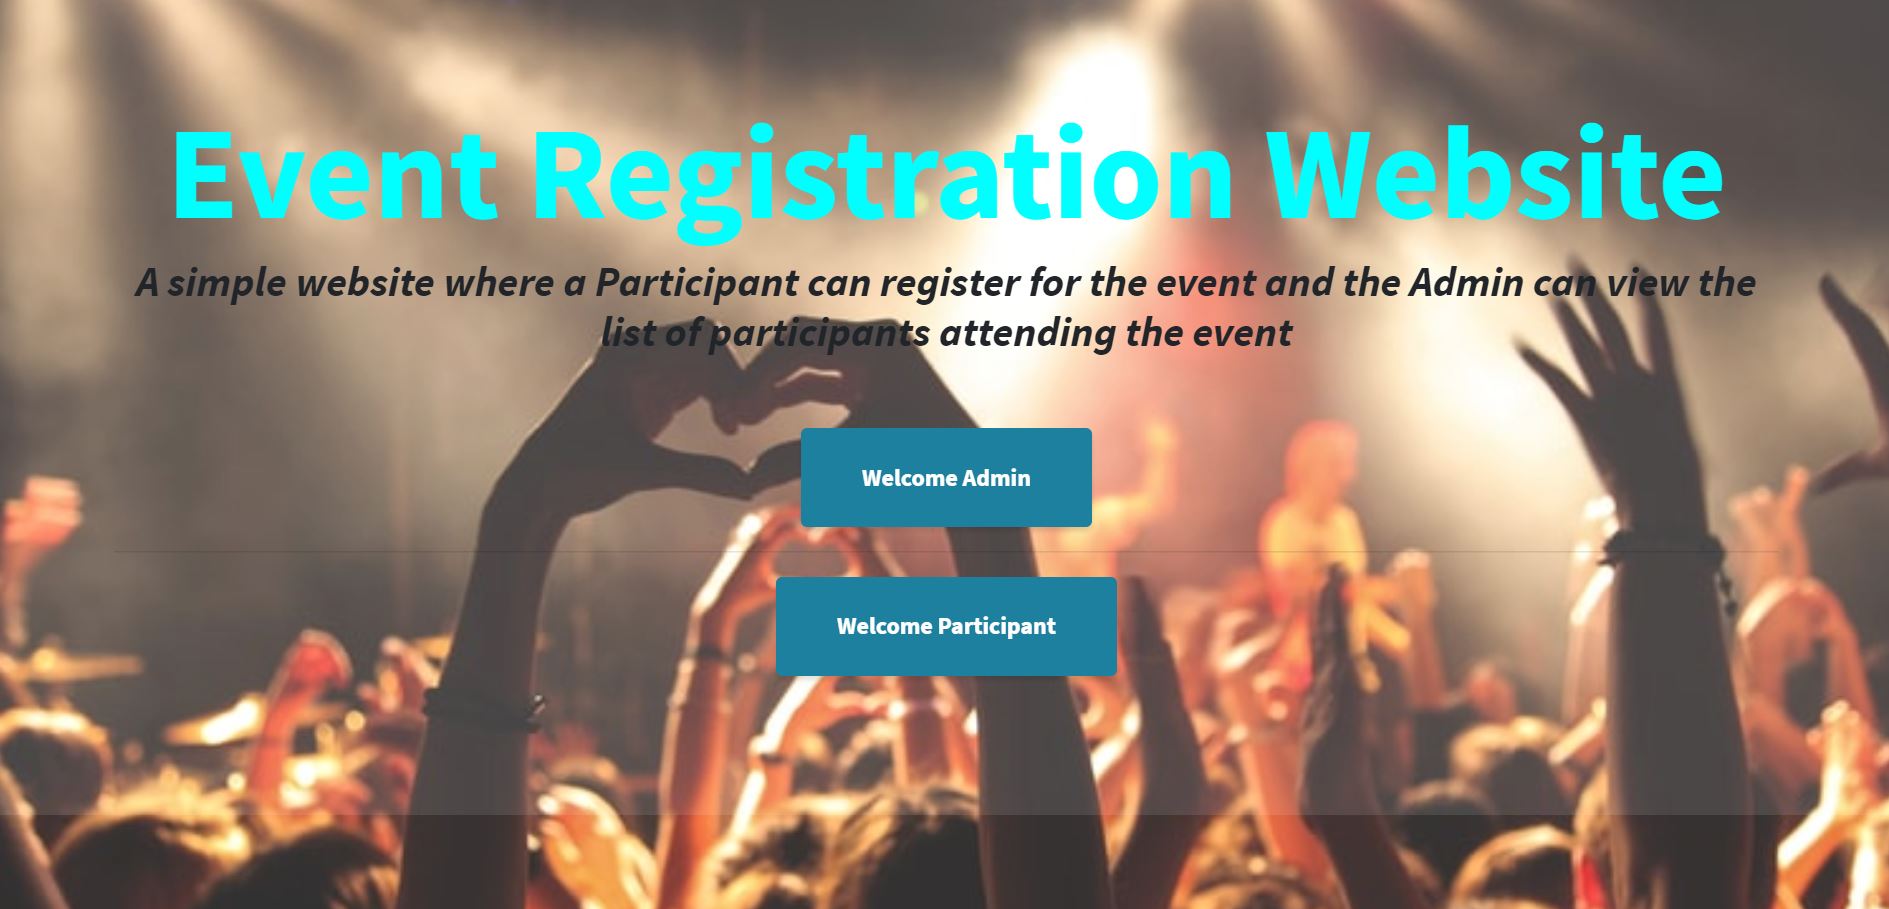 Event Registration Website
A simple website where a Participant can register for the event and the Admin can view the
list of participants attending the event
Welcome Admin
Welcome Participant